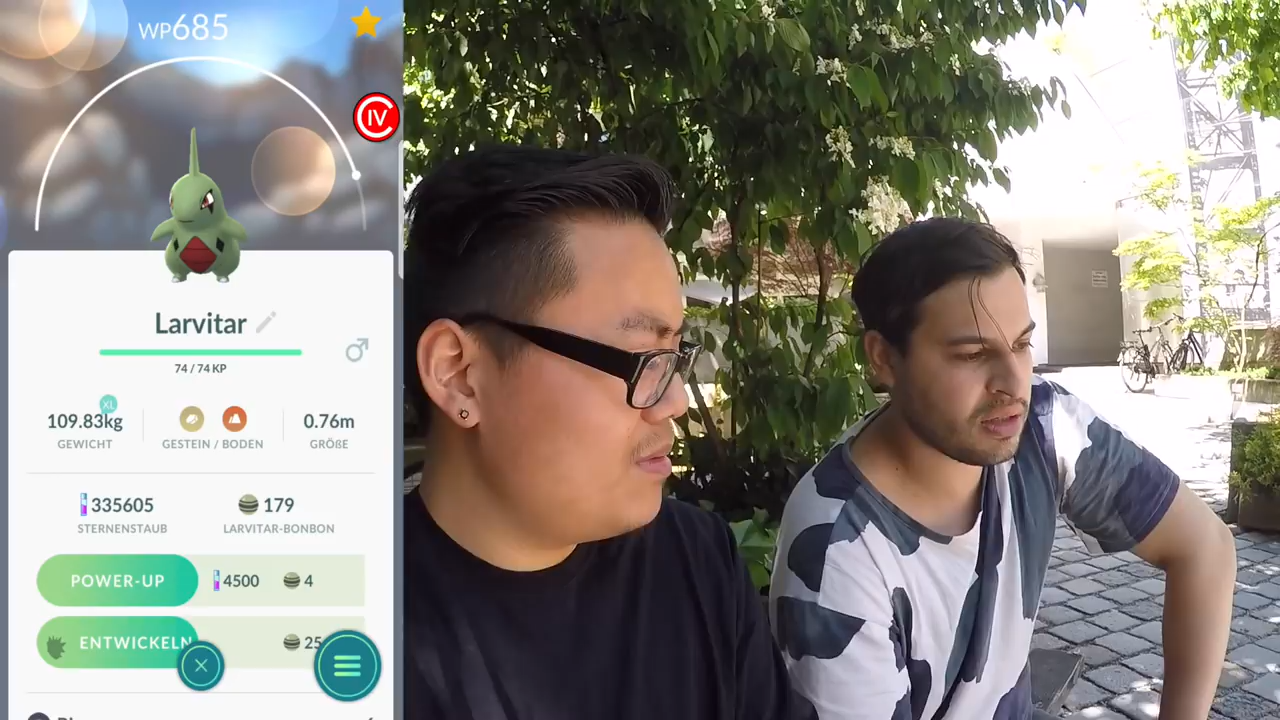 WP685
IV
Larvitar
74 / 74 KP
XL
109.83kg
GEWICHT
GESTEIN / BODEN
0.76m
GRÖSSE
335605
STERNENSTAUB
179
LARVITAR-BONBON
POWER-UP
4500
4
ENTWICKELN
25